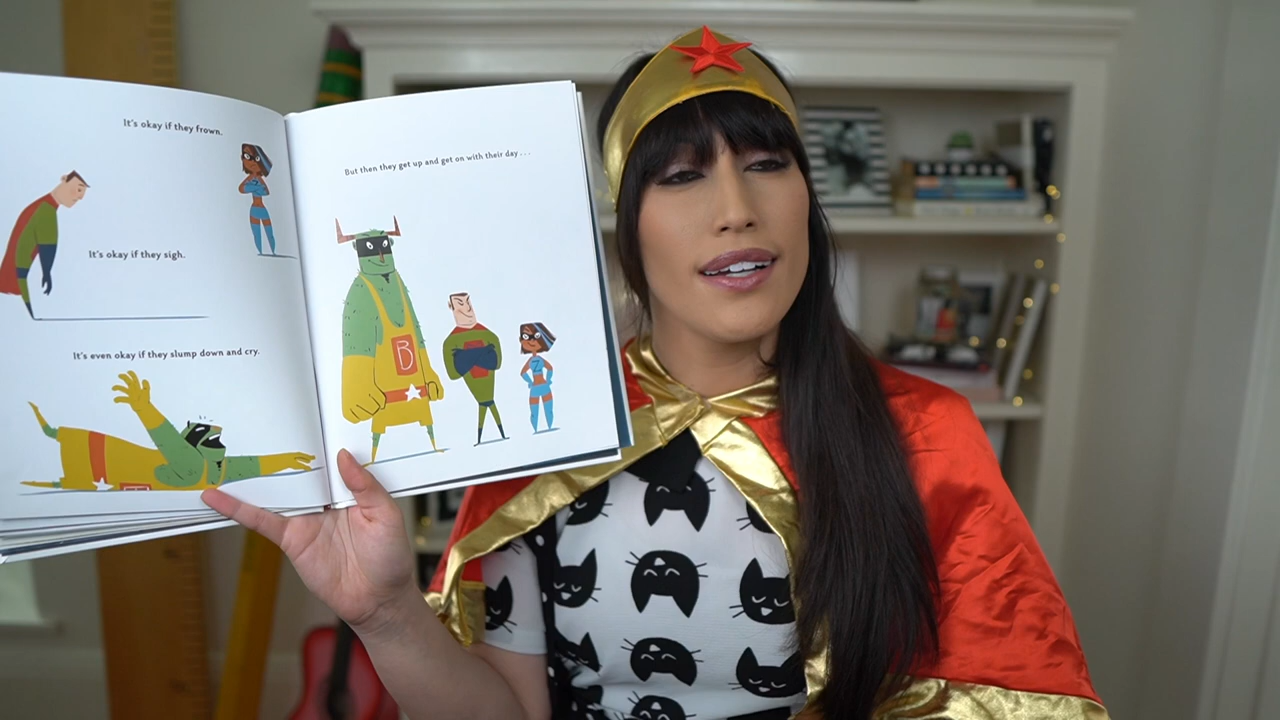 It's okay if they frown.
It's okay if they sigh.
It's even okay if they slump down and cry.
But then they get up and get on with their day...
B
Z